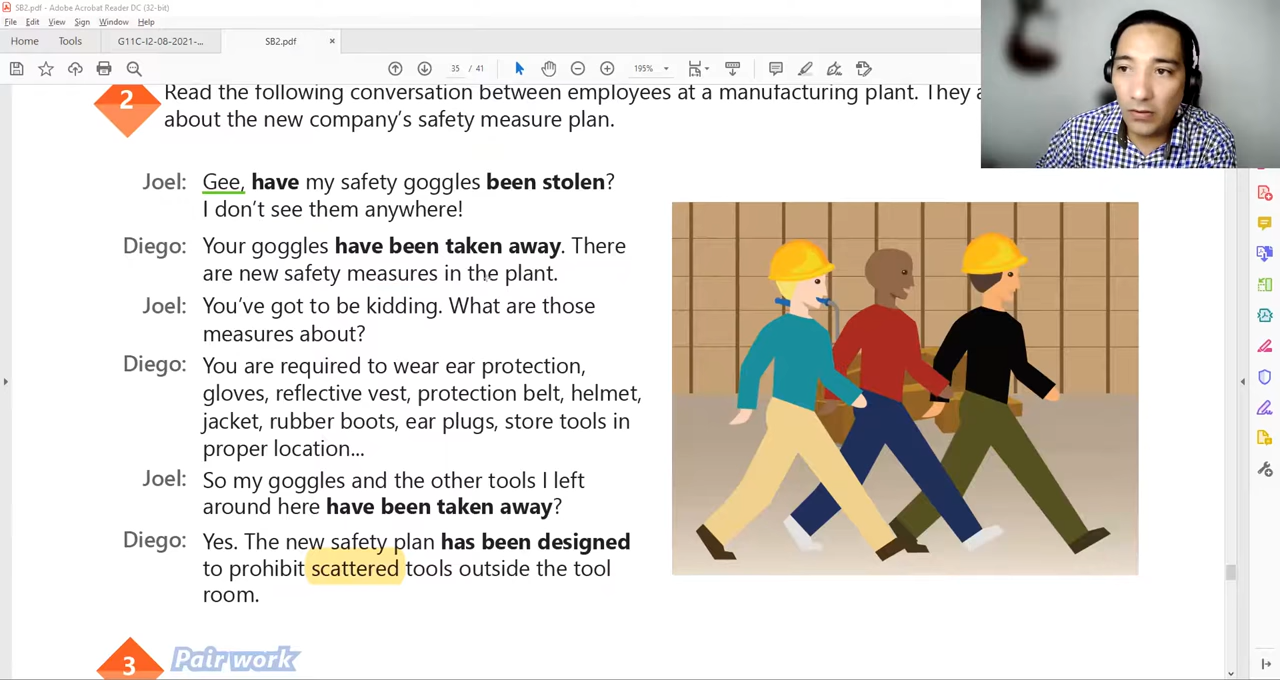 SB2.pdf - Adobe Acrobat Reader DC (32-bit)
File Edit View Sign Window Help
Home Tools G11C-I2-08-2021-... SB2.pdf ×
35 / 41 195%
2 Read the following conversation between employees at a manufacturing plant. They a
about the new company's safety measure plan.
Joel: Gee, have my safety goggles been stolen?
I don't see them anywhere!
Diego: Your goggles have been taken away. There
are new safety measures in the plant.
Joel: You've got to be kidding. What are those
measures about?
Diego: You are required to wear ear protection,
gloves, reflective vest, protection belt, helmet,
jacket, rubber boots, ear plugs, store tools in
proper location...
Joel: So my goggles and the other tools I left
around here have been taken away?
Diego: Yes. The new safety plan has been designed
to prohibit scattered tools outside the tool
room.
3 Pair work